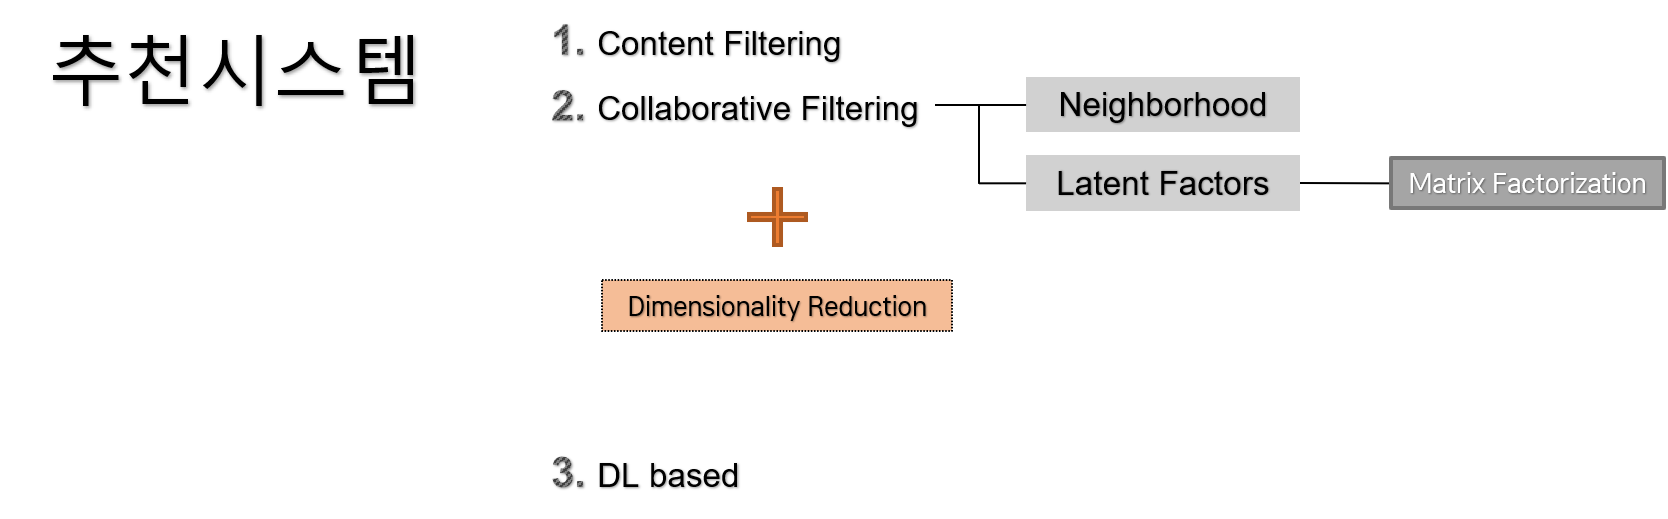 추천시스템
1. Content Filtering
2. Collaborative Filtering
Neighborhood
Latent Factors
Matrix Factorization
Dimensionality Reduction
3. DL based